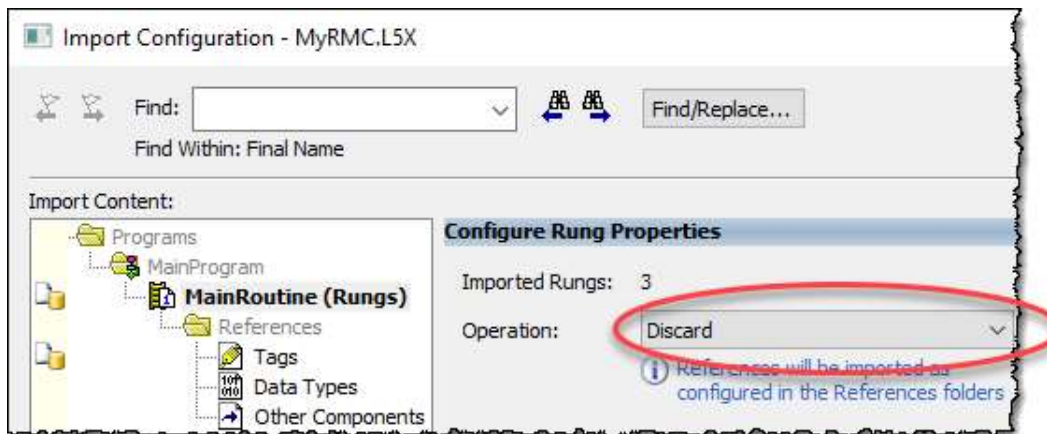 Import Configuration - MyRMC.L5X
Find:
Find/Replace...
Find Within: Final Name
Import Content:
Programs
MainProgram
MainRoutine (Rungs)
References
Tags
Data Types
Other Components
Configure Rung Properties
Imported Rungs: 3
Operation: Discard
References will be imported as
configured in the References folders